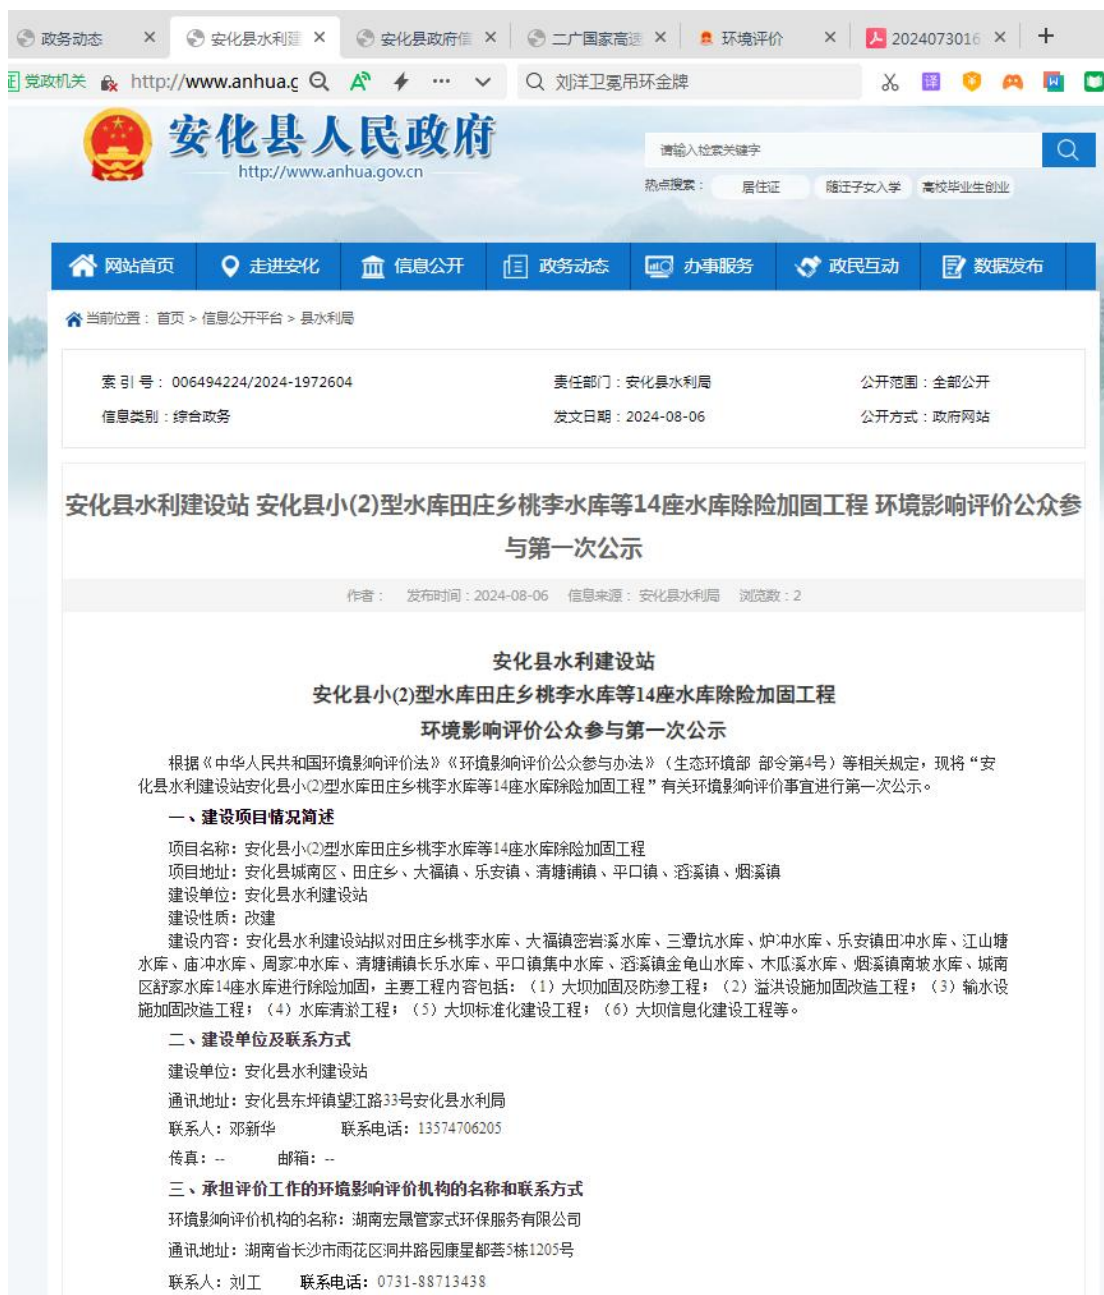 政务动态 × 安化县水利建 × 安化县政府信 × 二广国家高速 × 环境评价 × 2024073016 × +
证 党政机关 http://www.anhua.g 刘洋卫冕吊环金牌 译 W
安化县人民政府
http://www.anhua.gov.cn
请输入检索关键字
热点搜索： 居住证 随迁子女入学 高校毕业生创业
网站首页 走进安化 信息公开 政务动态 办事服务 政民互动 数据发布
当前位置： 首页 > 信息公开平台 > 县水利局
索 引 号： 006494224/2024-1972604 责任部门：安化县水利局 公开范围：全部公开
信息类别：综合政务 发文日期：2024-08-06 公开方式：政府网站
安化县水利建设站 安化县小(2)型水库田庄乡桃李水库等14座水库除险加固工程 环境影响评价公众参
与第一次公示
作者： 发布时间：2024-08-06 信息来源： 安化县水利局 浏览数：2
安化县水利建设站
安化县小(2)型水库田庄乡桃李水库等14座水库除险加固工程
环境影响评价公众参与第一次公示
根据《中华人民共和国环境影响评价法》《环境影响评价公众参与办法》（生态环境部 部令第4号）等相关规定，现将“安
化县水利建设站安化县小(2)型水库田庄乡桃李水库等14座水库除险加固工程”有关环境影响评价事宜进行第一次公示。
一、建设项目情况简述
项目名称：安化县小(2)型水库田庄乡桃李水库等14座水库除险加固工程
项目地址：安化县城南区、田庄乡、大福镇、乐安镇、清塘铺镇、平口镇、滔溪镇、烟溪镇
建设单位：安化县水利建设站
建设性质：改建
建设内容：安化县水利建设站拟对田庄乡桃李水库、大福镇密岩溪水库、三潭坑水库、炉冲水库、乐安镇田冲水库、江山塘
水库、庙冲水库、周家冲水库、清塘铺镇长乐水库、平口镇集中水库、滔溪镇金龟山水库、木瓜溪水库、烟溪镇南坡水库、城南
区舒家水库14座水库进行除险加固，主要工程内容包括：（1）大坝加固及防渗工程；（2）溢洪设施加固改造工程；（3）输水设
施加固改造工程；（4）水库清淤工程；（5）大坝标准化建设工程；（6）大坝信息化建设工程等。
二、建设单位及联系方式
建设单位：安化县水利建设站
通讯地址：安化县东坪镇望江路33号安化县水利局
联系人：邓新华 联系电话：13574706205
传真：-- 邮箱：--
三、承担评价工作的环境影响评价机构的名称和联系方式
环境影响评价机构的名称：湖南宏晟管家式环保服务有限公司
通讯地址：湖南省长沙市雨花区洞井路园康星都荟5栋1205号
联系人：刘工 联系电话：0731-88713438